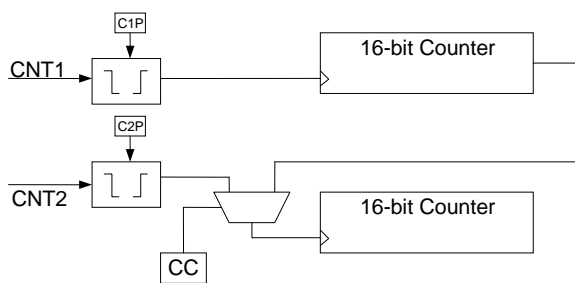 C1P
16-bit Counter
CNT1
C2P
CNT2
16-bit Counter
CC